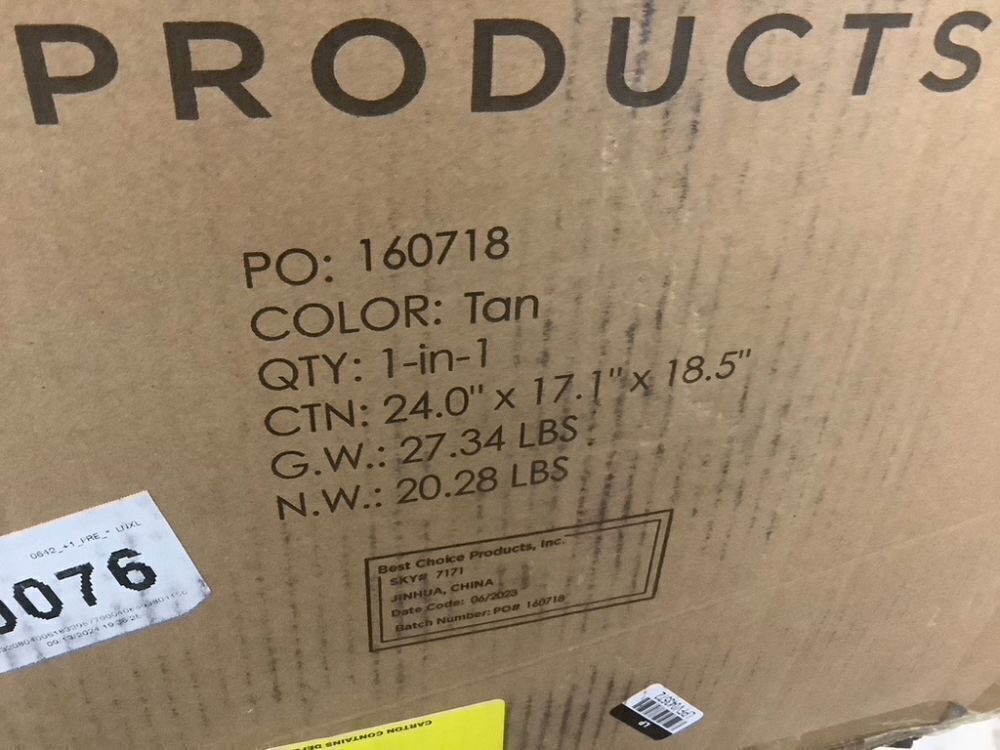 PRODUCTS
PO: 160718
COLOR: Tan
QTY: 1-in-1
CTN: 24.0" x 17.1" x 18.5"
G.W.: 27.34 LBS
N.W.: 20.28 LBS
Best Choice Products, Inc.
SKY# 7171
JINHUA, CHINA
Date Code: 06/2023
Batch Number: PO# 160718
0076
CARTON CONTAINS